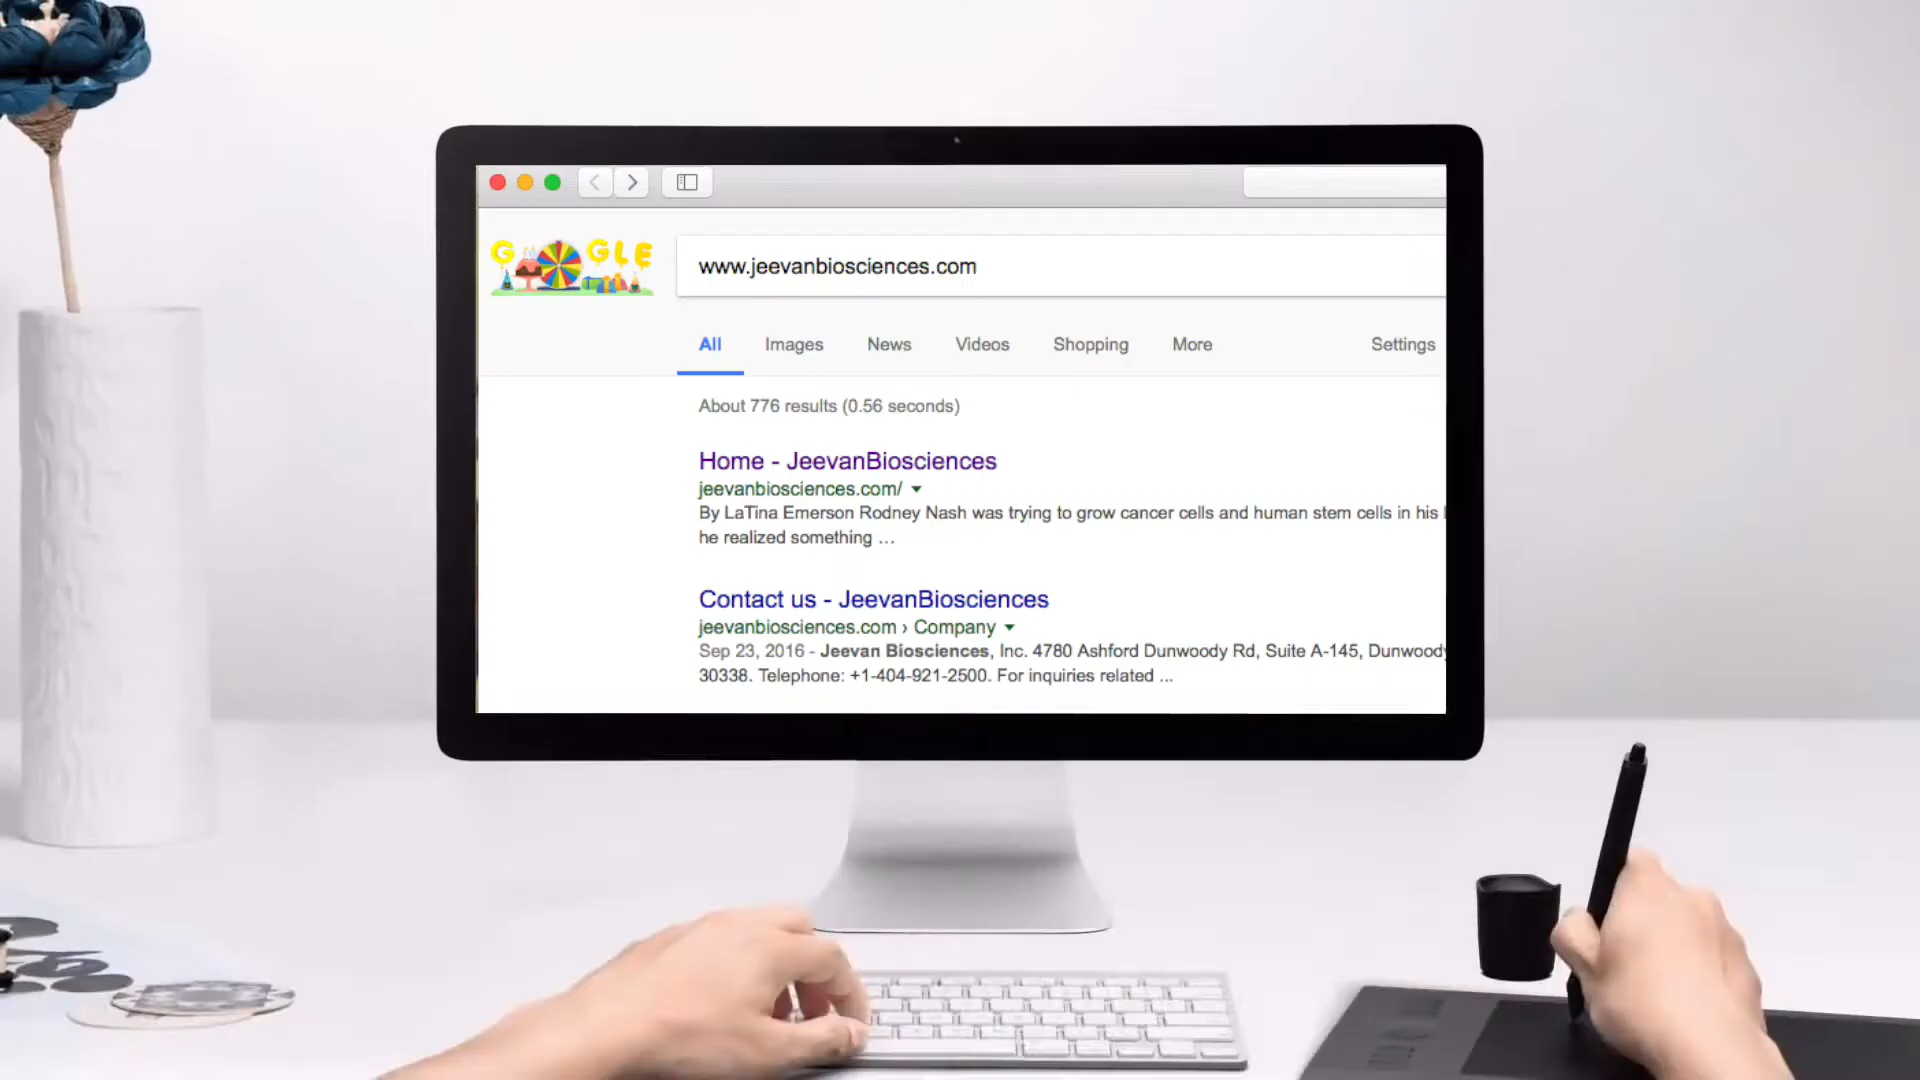 GOOGLE
www.jeevanbiosciences.com
All Images News Videos Shopping More Settings
About 776 results (0.56 seconds)
Home - JeevanBiosciences
jeevanbiosciences.com/
By LaTina Emerson Rodney Nash was trying to grow cancer cells and human stem cells in his
he realized something ...
Contact us - JeevanBiosciences
jeevanbiosciences.com › Company
Sep 23, 2016 - Jeevan Biosciences, Inc. 4780 Ashford Dunwoody Rd, Suite A-145, Dunwoody
30338. Telephone: +1-404-921-2500. For inquiries related ...